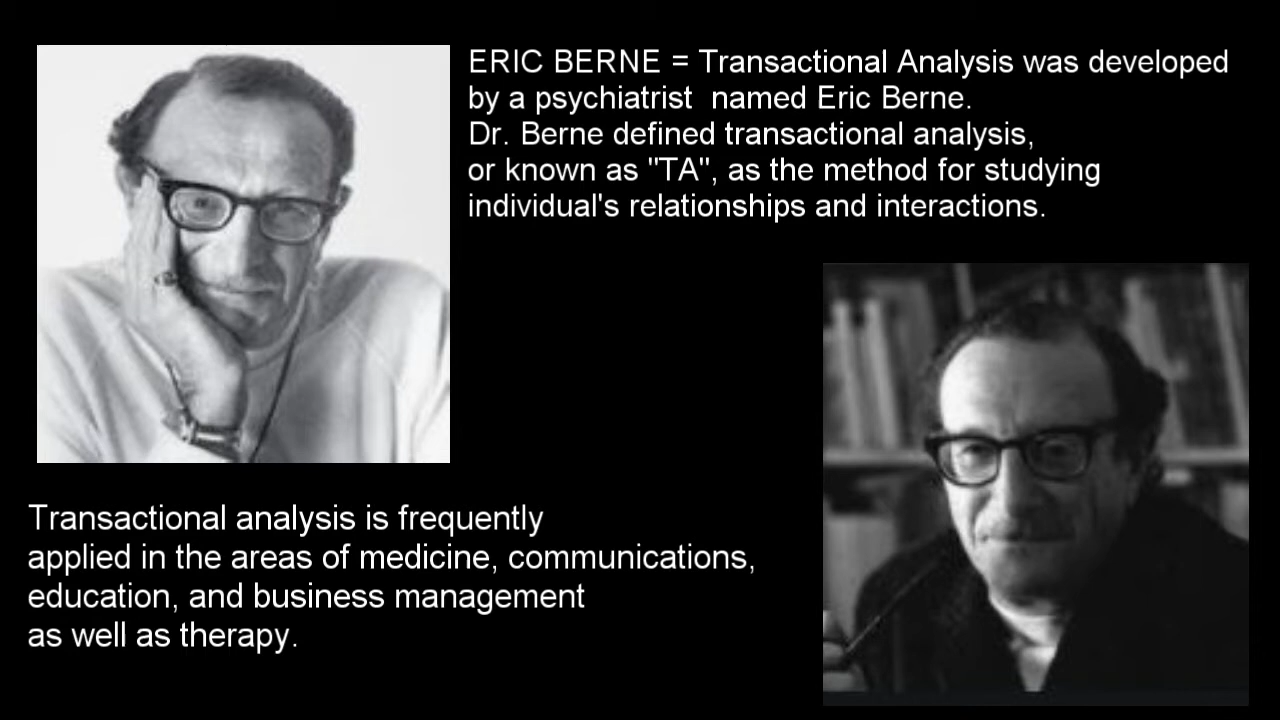 ERIC BERNE = Transactional Analysis was developed
by a psychiatrist  named Eric Berne.
Dr. Berne defined transactional analysis,
or known as "TA", as the method for studying
individual's relationships and interactions.
Transactional analysis is frequently
applied in the areas of medicine, communications,
education, and business management
as well as therapy.